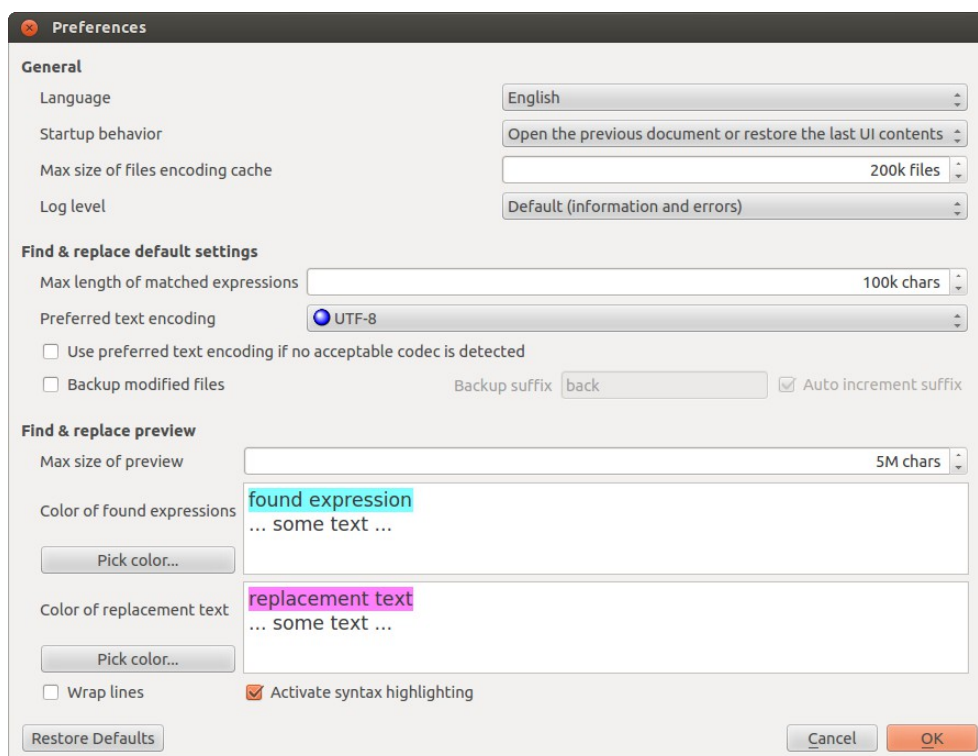 Preferences
General
Language English
Startup behavior Open the previous document or restore the last UI contents
Max size of files encoding cache 200k files
Log level Default (information and errors)
Find & replace default settings
Max length of matched expressions 100k chars
Preferred text encoding UTF-8
Use preferred text encoding if no acceptable codec is detected
Backup modified files Backup suffix back Auto increment suffix
Find & replace preview
Max size of preview 5M chars
found expression
Color of found expressions
... some text ...
Pick color...
replacement text
Color of replacement text
... some text ...
Pick color...
Wrap lines Activate syntax highlighting
Restore Defaults Cancel OK